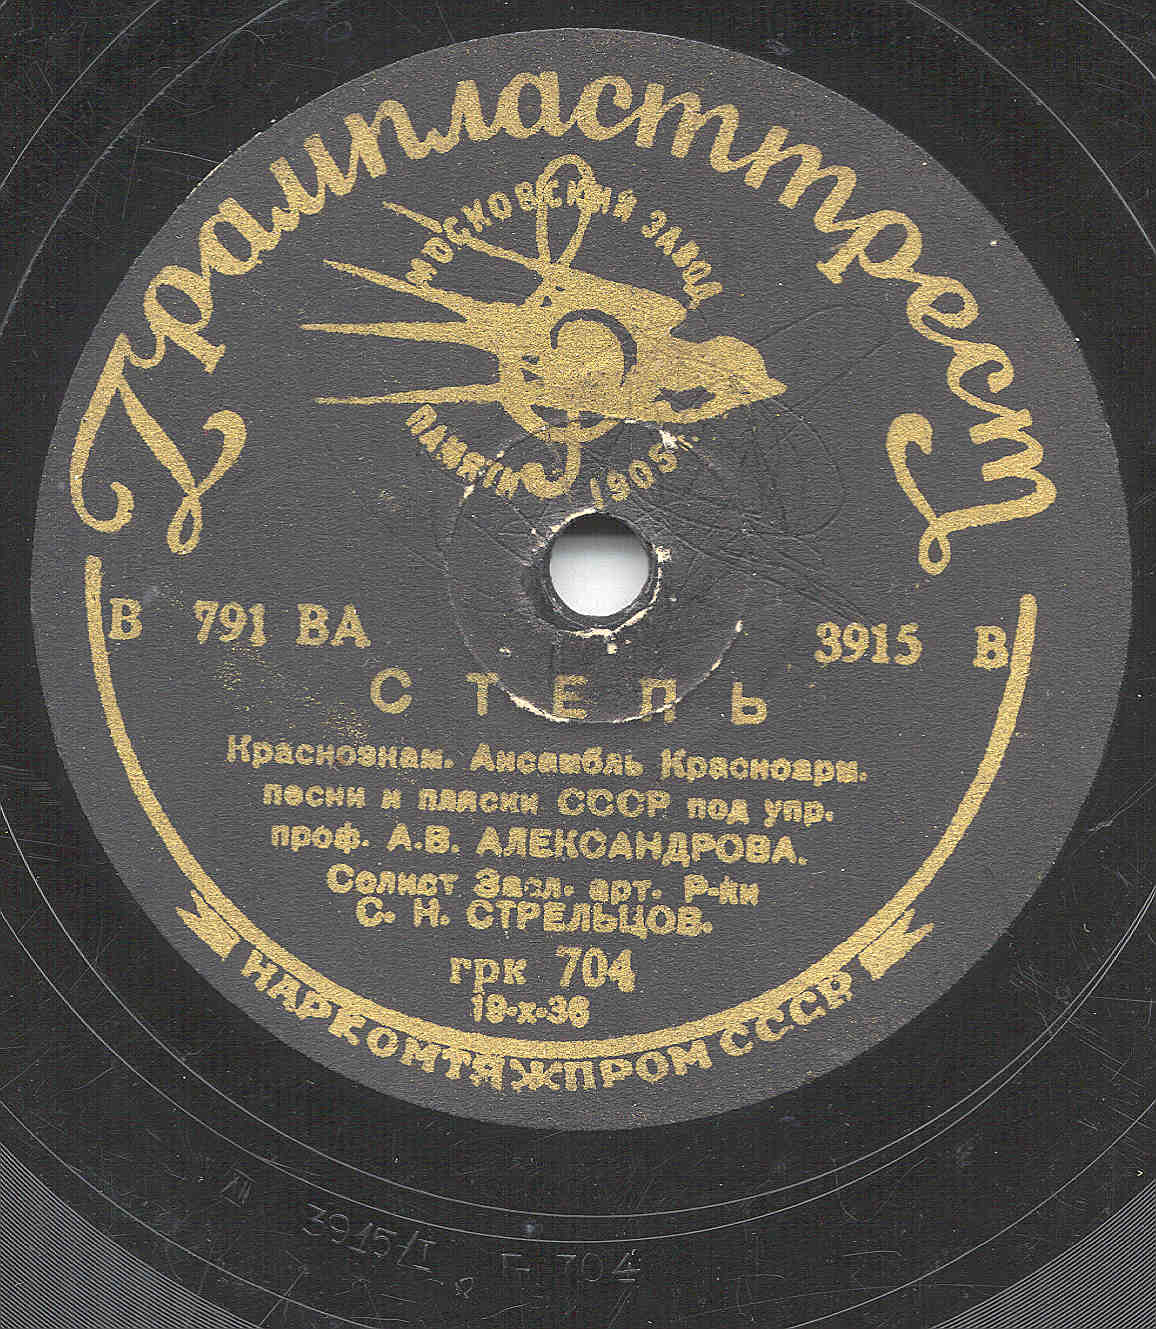 Грампласттрест
МОСКОВСКИЙ ЗАВОД
ПАМЯТИ 1905 г.
В 791 ВА 3915 В
СТЕПЬ
Краснознам. Ансамбль Красноарм.
песни и пляски СССР под упр.
проф. А.В. АЛЕКСАНДРОВА.
Солист Засл. арт. Р-ки
С. Н. СТРЕЛЬЦОВ.
грк 704
19-х-36
НАРКОМТЯЖПРОМ СССР
3915/I Г 704